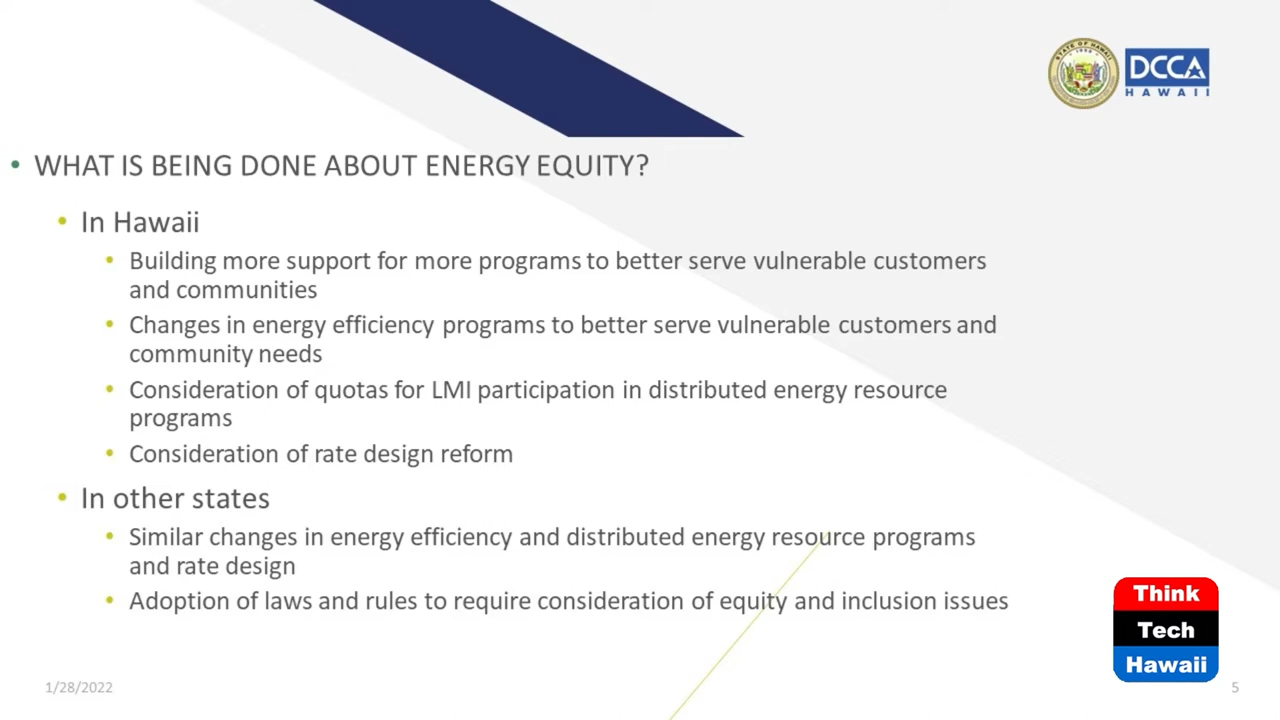 STATE OF HAWAII
1959
DCCA
HAWAII
• WHAT IS BEING DONE ABOUT ENERGY EQUITY?
• In Hawaii
• Building more support for more programs to better serve vulnerable customers
and communities
• Changes in energy efficiency programs to better serve vulnerable customers and
community needs
• Consideration of quotas for LMI participation in distributed energy resource
programs
• Consideration of rate design reform
• In other states
• Similar changes in energy efficiency and distributed energy resource programs
and rate design
• Adoption of laws and rules to require consideration of equity and inclusion issues
Think
Tech
Hawaii
1/28/2022
5